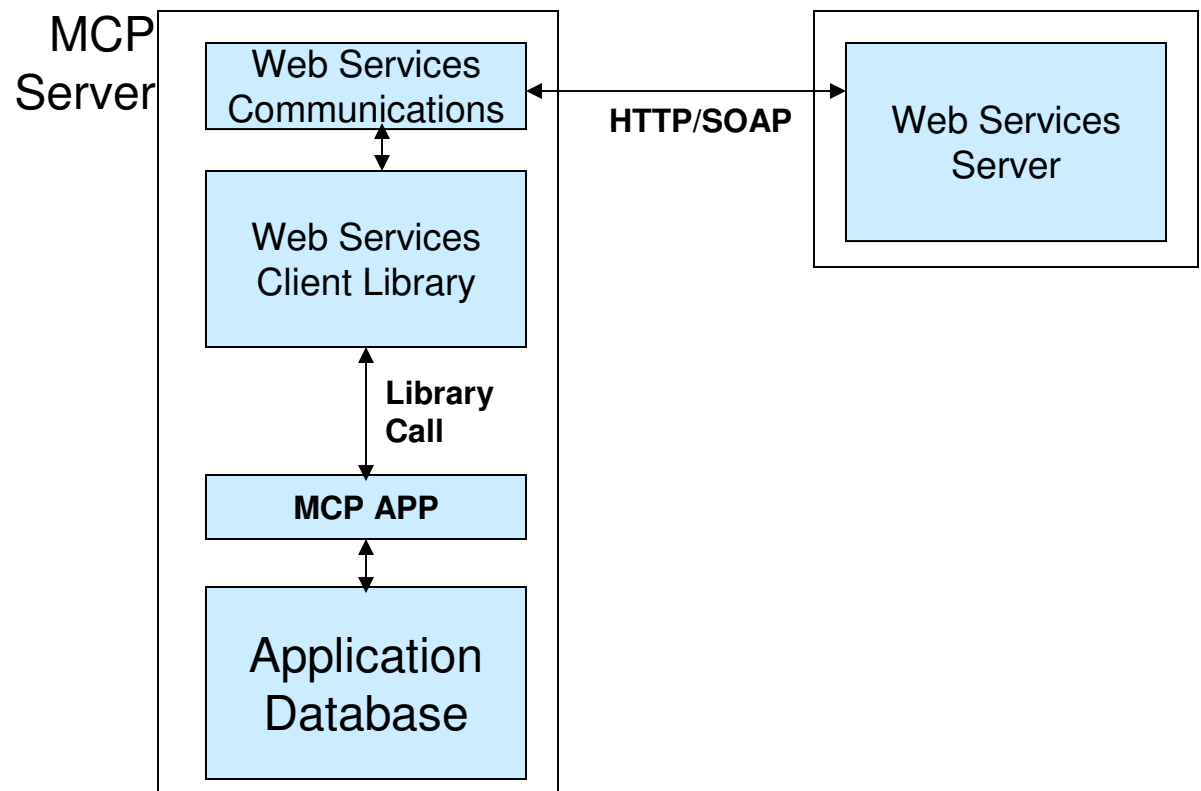 MCP
Server
Web Services
Communications
HTTP/SOAP
Web Services
Server
Web Services
Client Library
Library
Call
MCP APP
Application
Database